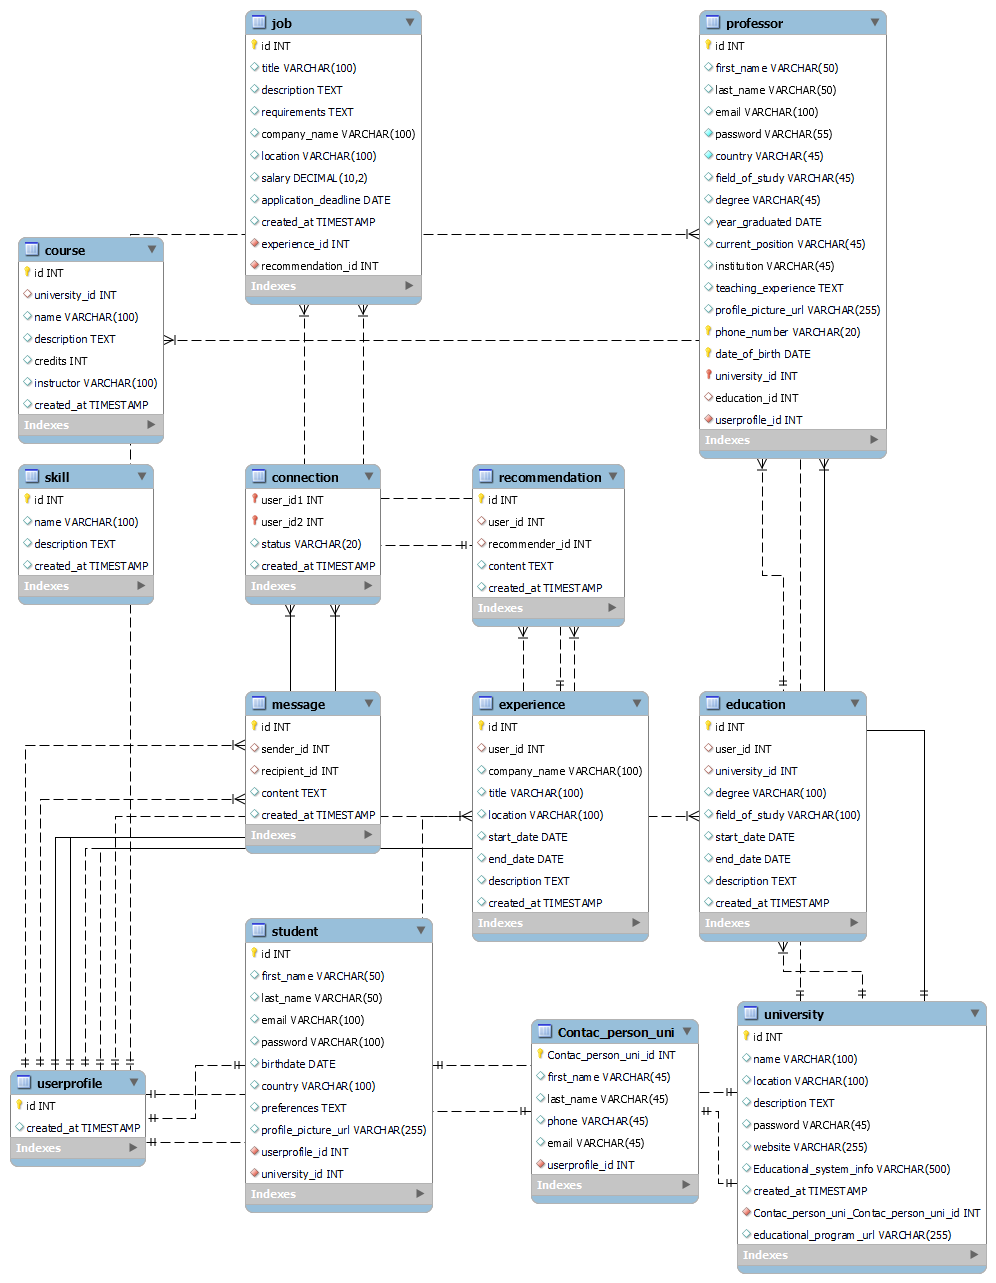 job
id INT
title VARCHAR(100)
description TEXT
requirements TEXT
company_name VARCHAR(100)
location VARCHAR(100)
salary DECIMAL(10,2)
application_deadline DATE
created_at TIMESTAMP
experience_id INT
recommendation_id INT
Indexes
professor
id INT
first_name VARCHAR(50)
last_name VARCHAR(50)
email VARCHAR(100)
password VARCHAR(55)
country VARCHAR(45)
field_of_study VARCHAR(45)
degree VARCHAR(45)
year_graduated DATE
current_position VARCHAR(45)
institution VARCHAR(45)
teaching_experience TEXT
profile_picture_url VARCHAR(255)
phone_number VARCHAR(20)
date_of_birth DATE
university_id INT
education_id INT
userprofile_id INT
Indexes
course
id INT
university_id INT
name VARCHAR(100)
description TEXT
credits INT
instructor VARCHAR(100)
created_at TIMESTAMP
Indexes
skill
id INT
name VARCHAR(100)
description TEXT
created_at TIMESTAMP
Indexes
connection
user_id1 INT
user_id2 INT
status VARCHAR(20)
created_at TIMESTAMP
Indexes
recommendation
id INT
user_id INT
recommender_id INT
content TEXT
created_at TIMESTAMP
Indexes
message
id INT
sender_id INT
recipient_id INT
content TEXT
created_at TIMESTAMP
Indexes
experience
id INT
user_id INT
company_name VARCHAR(100)
title VARCHAR(100)
location VARCHAR(100)
start_date DATE
end_date DATE
description TEXT
created_at TIMESTAMP
Indexes
education
id INT
user_id INT
university_id INT
degree VARCHAR(100)
field_of_study VARCHAR(100)
start_date DATE
end_date DATE
description TEXT
created_at TIMESTAMP
Indexes
student
id INT
first_name VARCHAR(50)
last_name VARCHAR(50)
email VARCHAR(100)
password VARCHAR(100)
birthdate DATE
country VARCHAR(100)
preferences TEXT
profile_picture_url VARCHAR(255)
userprofile_id INT
university_id INT
Indexes
userprofile
id INT
created_at TIMESTAMP
Indexes
Contac_person_uni
Contac_person_uni_id INT
first_name VARCHAR(45)
last_name VARCHAR(45)
phone VARCHAR(45)
email VARCHAR(45)
userprofile_id INT
Indexes
university
id INT
name VARCHAR(100)
location VARCHAR(100)
description TEXT
password VARCHAR(45)
website VARCHAR(255)
Educational_system_info VARCHAR(500)
created_at TIMESTAMP
Contac_person_uni_Contac_person_uni_id INT
educational_program_url VARCHAR(255)
Indexes